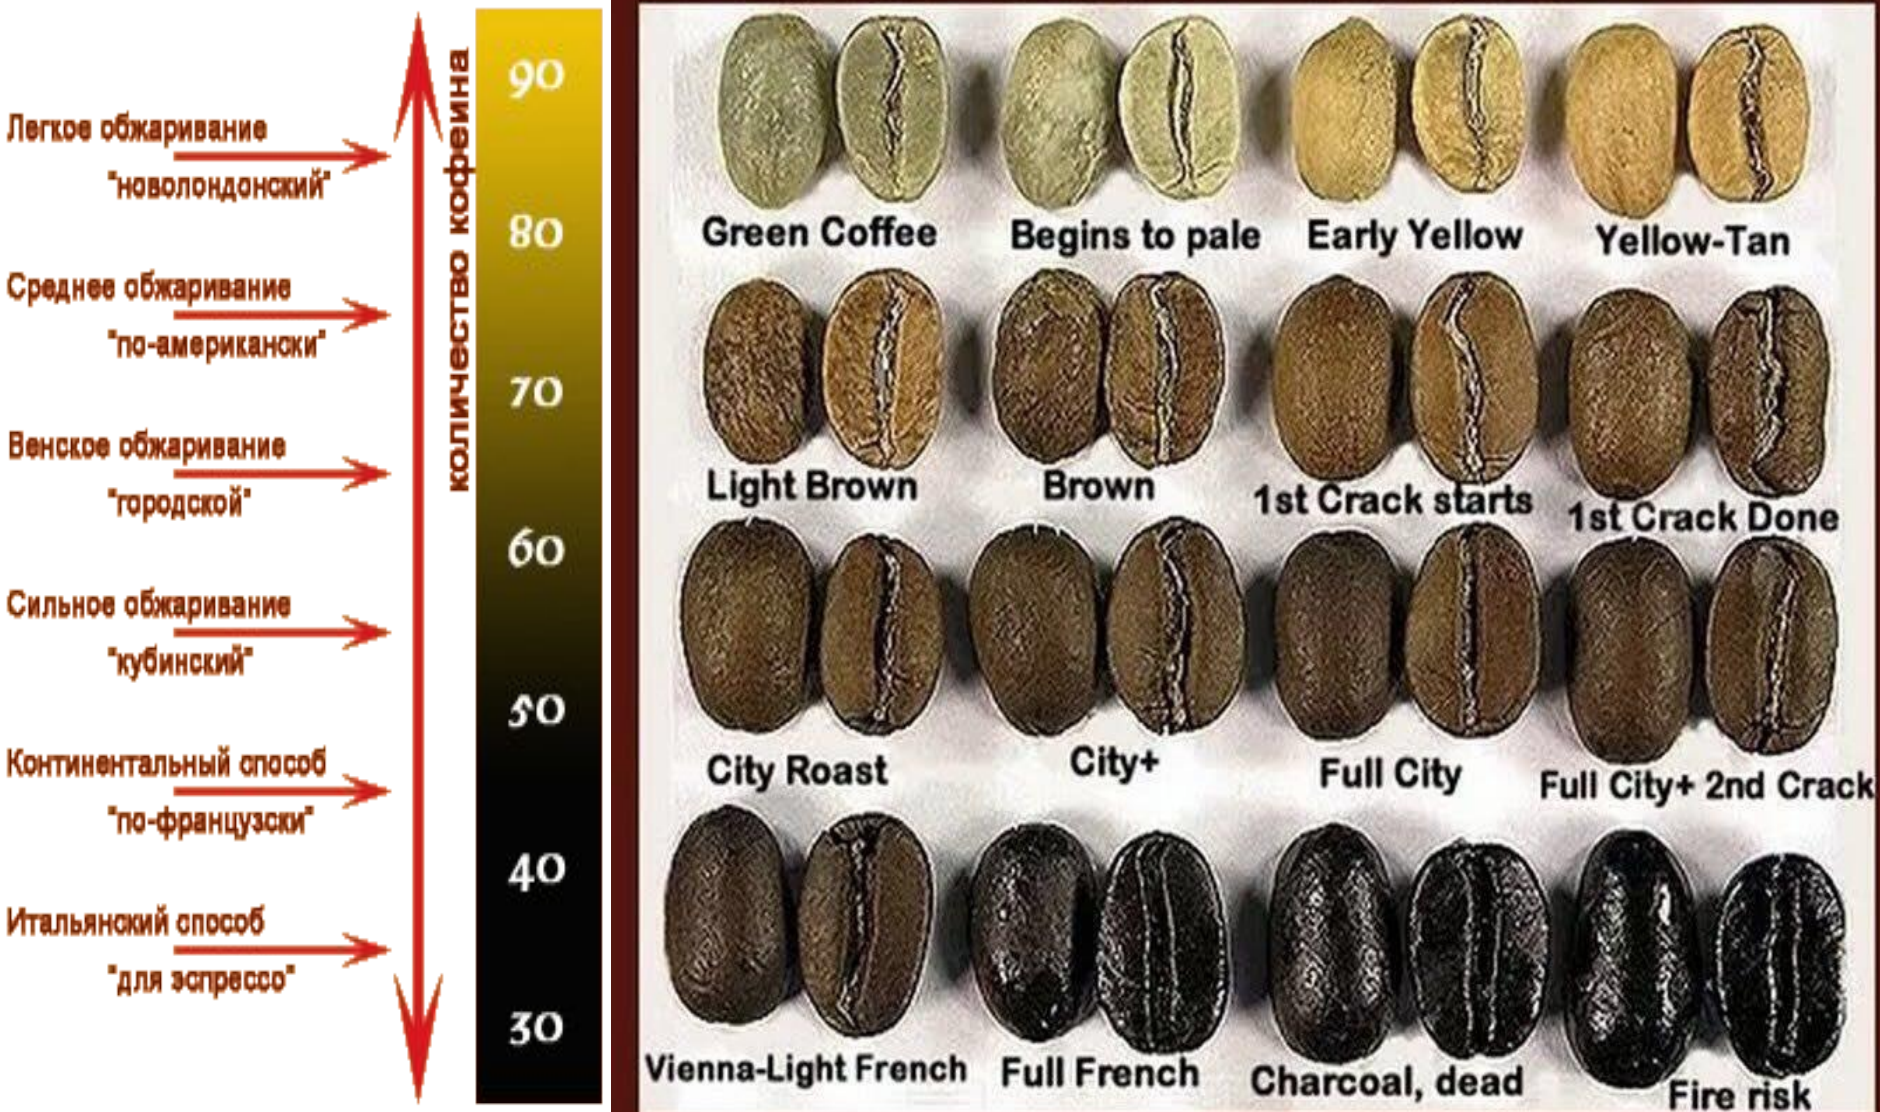 Легкое обжаривание
"новолондонский"
Среднее обжаривание
"по-американски"
Венское обжаривание
"городской"
Сильное обжаривание
"кубинский"
Континентальный способ
"по-французски"
Итальянский способ
"для эспрессо"
количество кофеина
90
80
70
60
50
40
30
Green Coffee
Begins to pale
Early Yellow
Yellow-Tan
Light Brown
Brown
1st Crack starts
1st Crack Done
City Roast
City+
Full City
Full City+ 2nd Crack
Vienna-Light French
Full French
Charcoal, dead
Fire risk